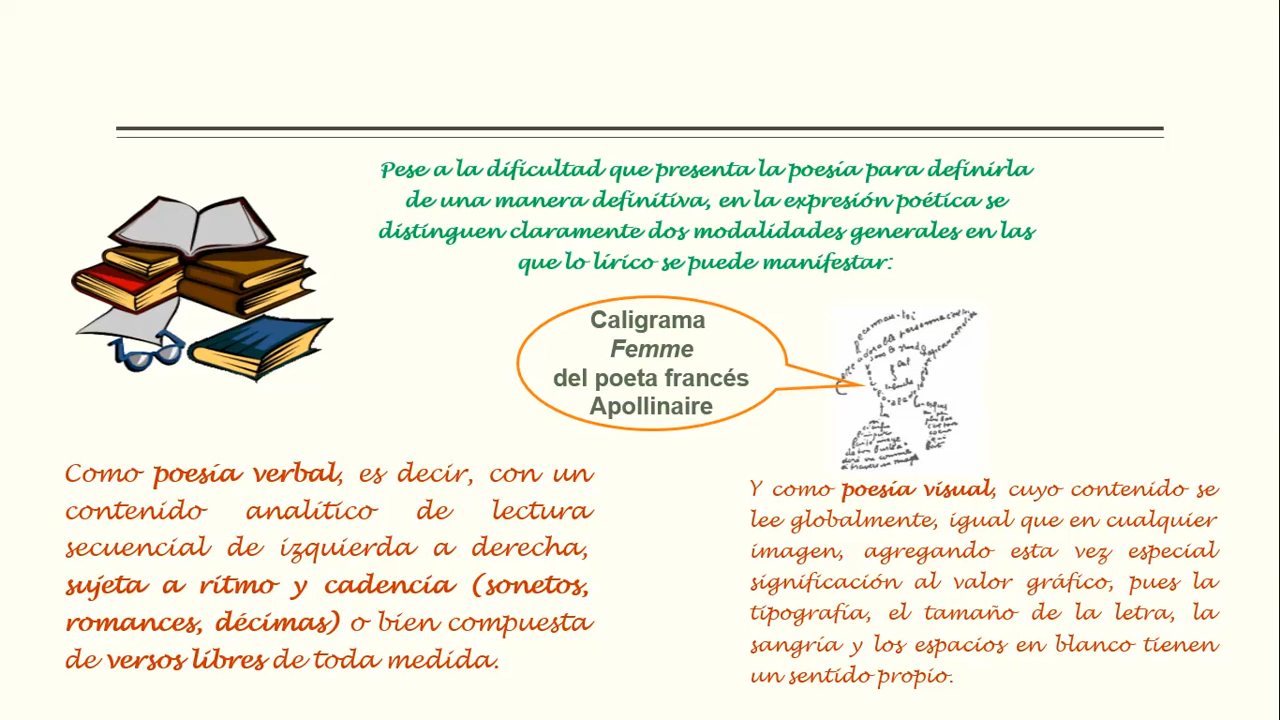 Pese a la dificultad que presenta la poesía para definirla
de una manera definitiva, en la expresión poética se
distinguen claramente dos modalidades generales en las
que lo lírico se puede manifestar:
Caligrama
Femme
del poeta francés
Apollinaire
Reconnais-toi
Como poesía verbal, es decir, con un
contenido analítico de lectura
secuencial de izquierda a derecha,
sujeta a ritmo y cadencia (sonetos,
romances, décimas) o bien compuesta
de versos libres de toda medida.
Y como poesía visual, cuyo contenido se
lee globalmente, igual que en cualquier
imagen, agregando esta vez especial
significación al valor gráfico, pues la
tipografía, el tamaño de la letra, la
sangría y los espacios en blanco tienen
un sentido propio.